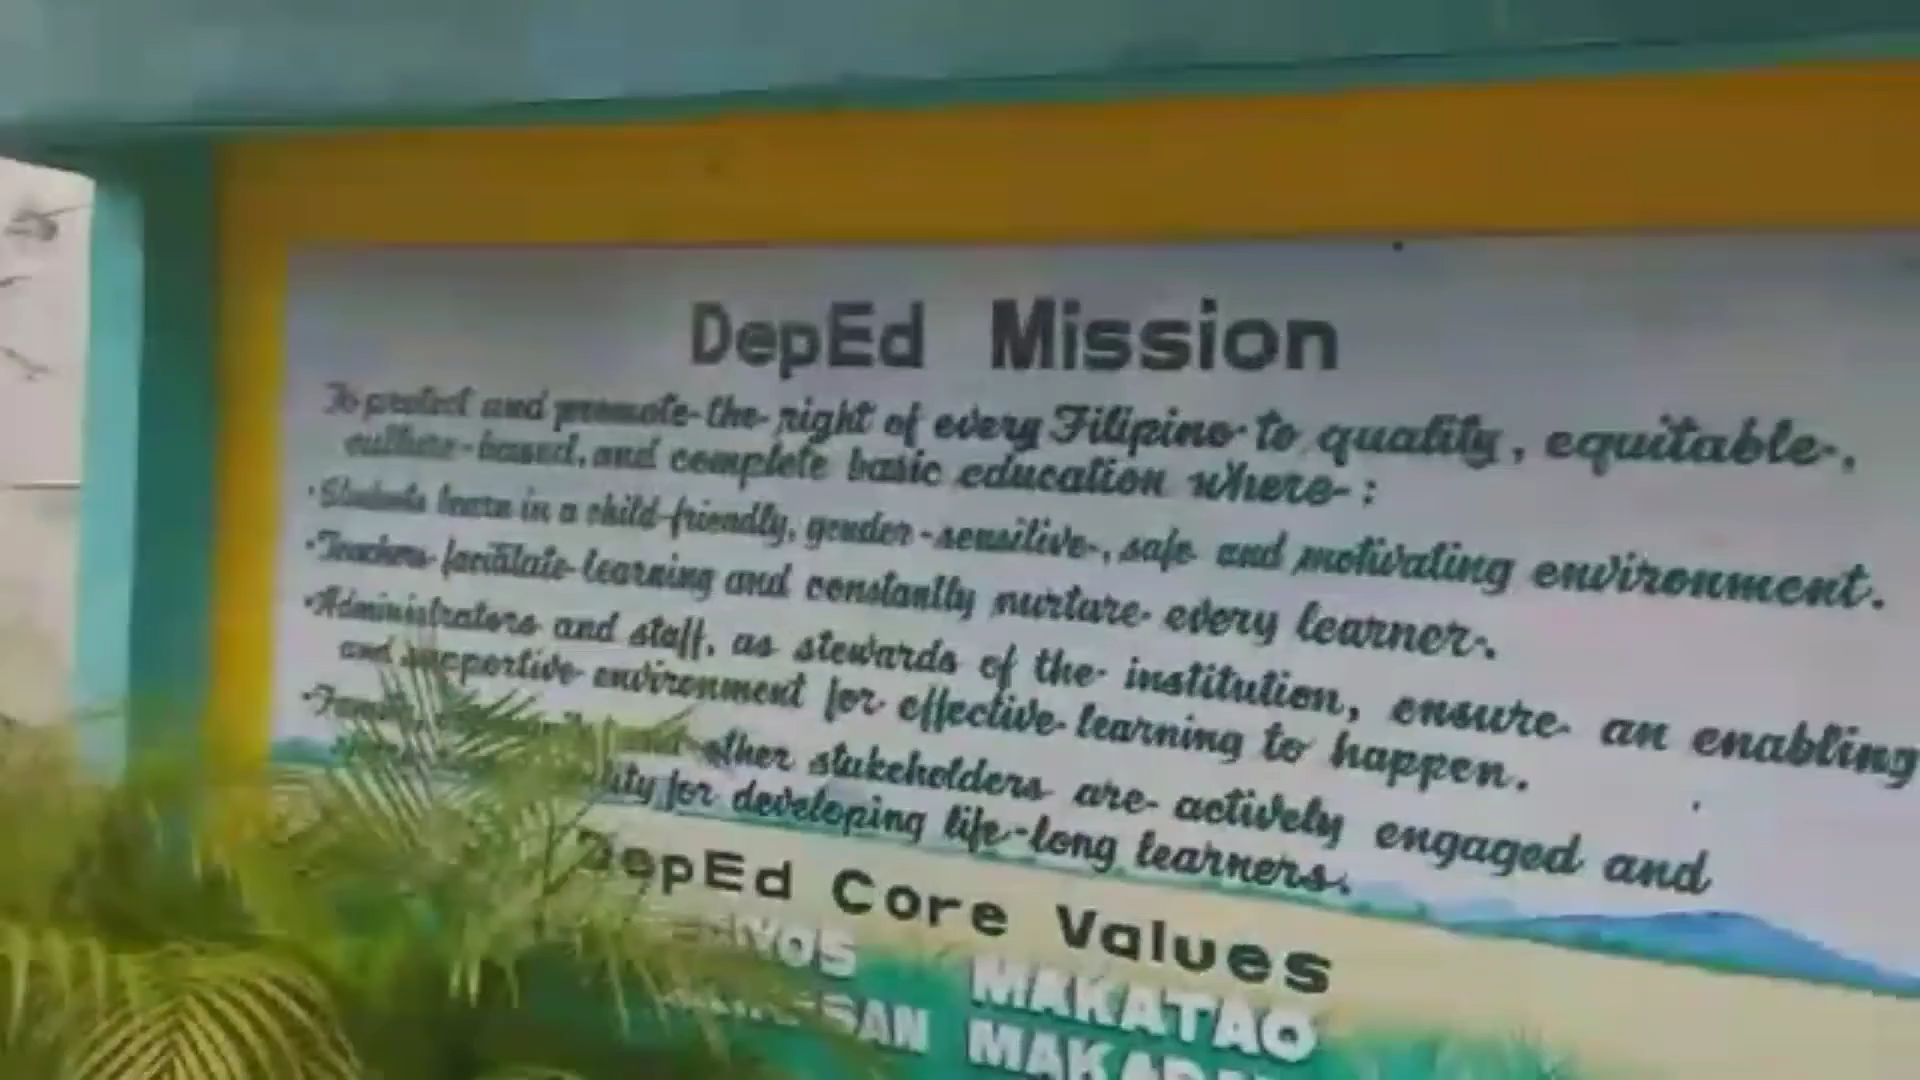 DepEd Mission
To protect and promote the right of every Filipino to quality, equitable,
culture-based, and complete basic education where:
• Students learn in a child-friendly, gender-sensitive, safe and motivating environment.
• Teachers facilitate learning and constantly nurture every learner.
• Administrators and staff, as stewards of the institution, ensure an enabling
and supportive environment for effective learning to happen.
other stakeholders are actively engaged and
for developing life-long learners.
DepEd Core Values
MAKATAO